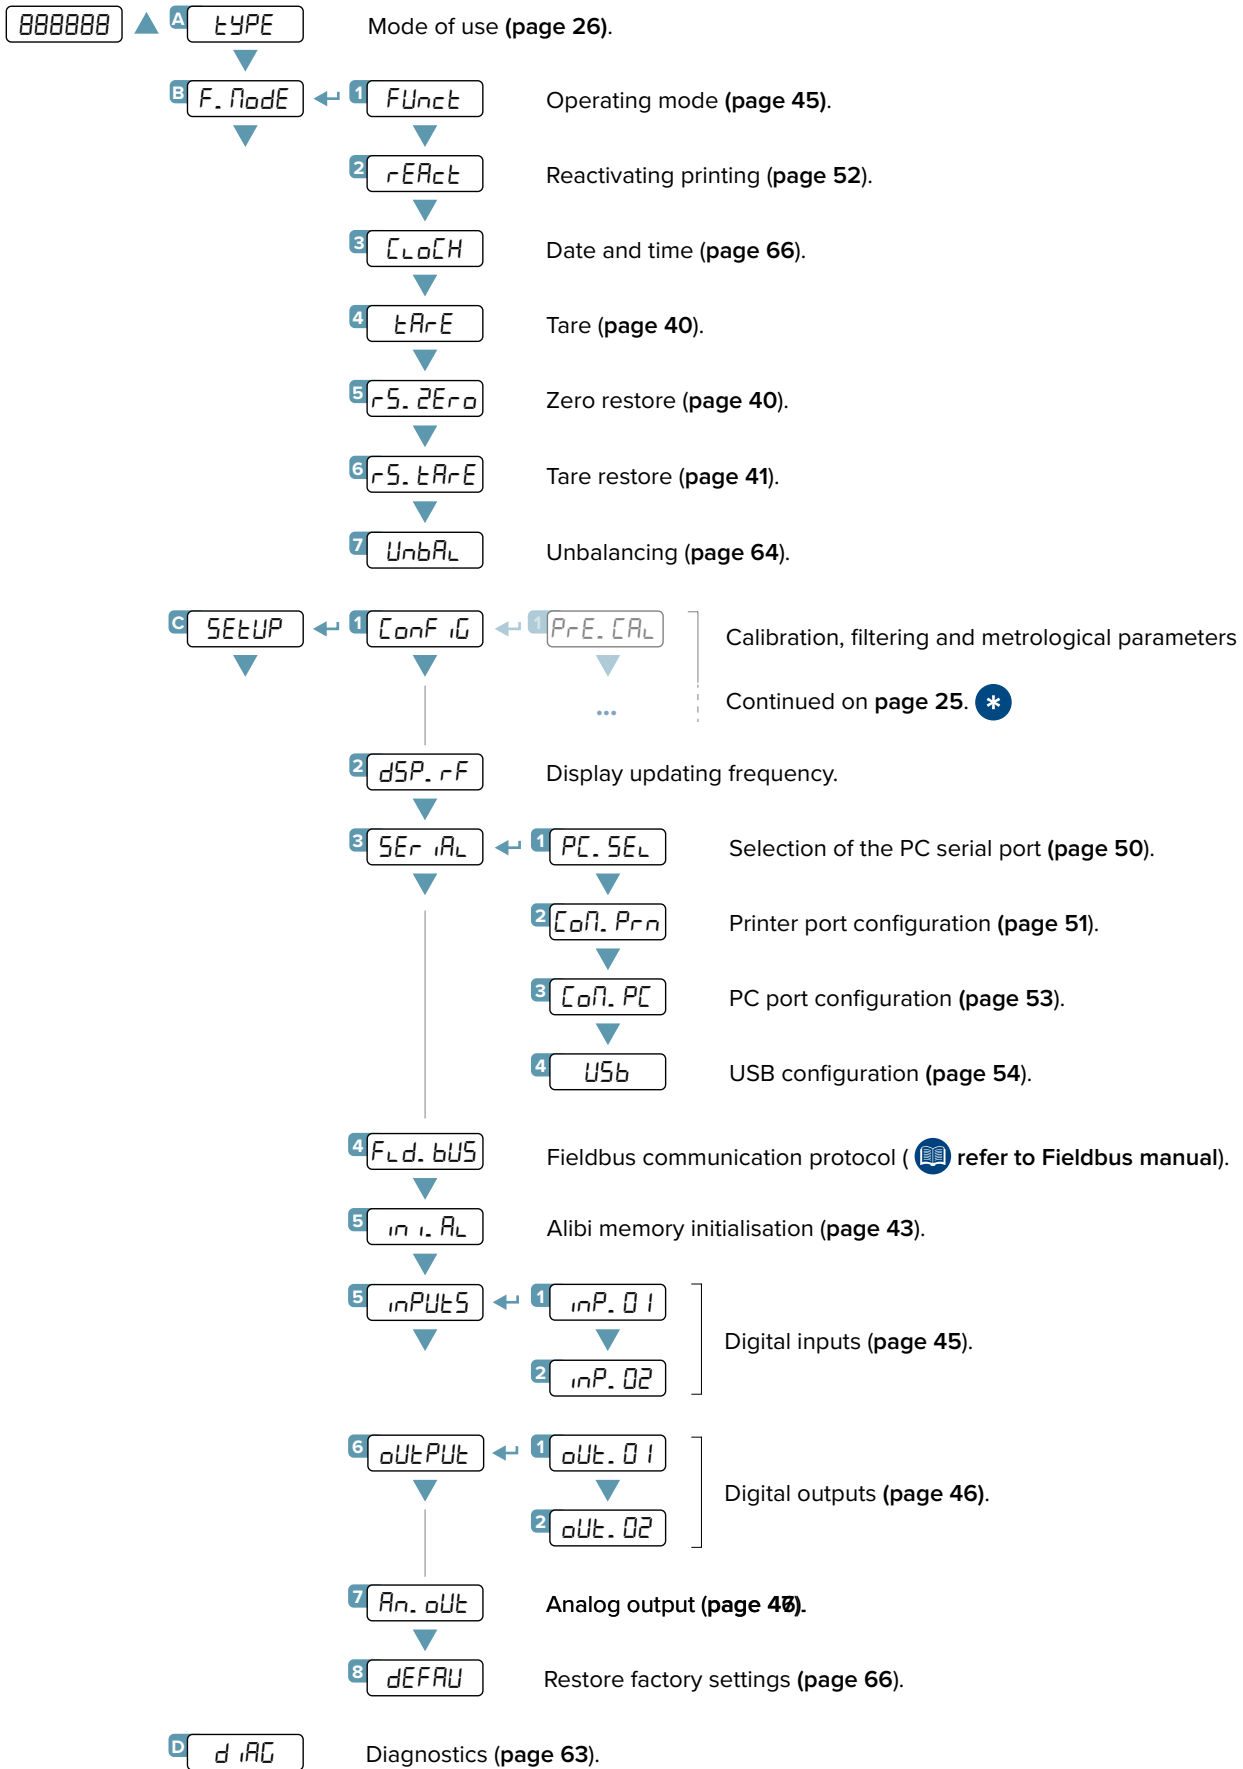 888888 A tYPE Mode of use (page 26).
B F.ModE 1 FUnct Operating mode (page 45).
2 rEAct Reactivating printing (page 52).
3 CLoCH Date and time (page 66).
4 tArE Tare (page 40).
5 rS.ZEro Zero restore (page 40).
6 rS.tArE Tare restore (page 41).
7 UnbAL Unbalancing (page 64).
C SEtUP 1 ConFiG 1 PrE.CAL Calibration, filtering and metrological parameters
... Continued on page 25. *
2 dSP.rF Display updating frequency.
3 SEriAL 1 PC.SEL Selection of the PC serial port (page 50).
2 CoM.Prn Printer port configuration (page 51).
3 CoM.PC PC port configuration (page 53).
4 USb USB configuration (page 54).
4 FLd.bUS Fieldbus communication protocol ( refer to Fieldbus manual).
5 ini.AL Alibi memory initialisation (page 43).
5 inPUtS 1 inP.01
Digital inputs (page 45).
2 inP.02
6 oUtPUt 1 oUt.01
Digital outputs (page 46).
2 oUt.02
7 An.oUt Analog output (page
8 dEFAU Restore factory settings (page 66).
D diAG Diagnostics (page 63).